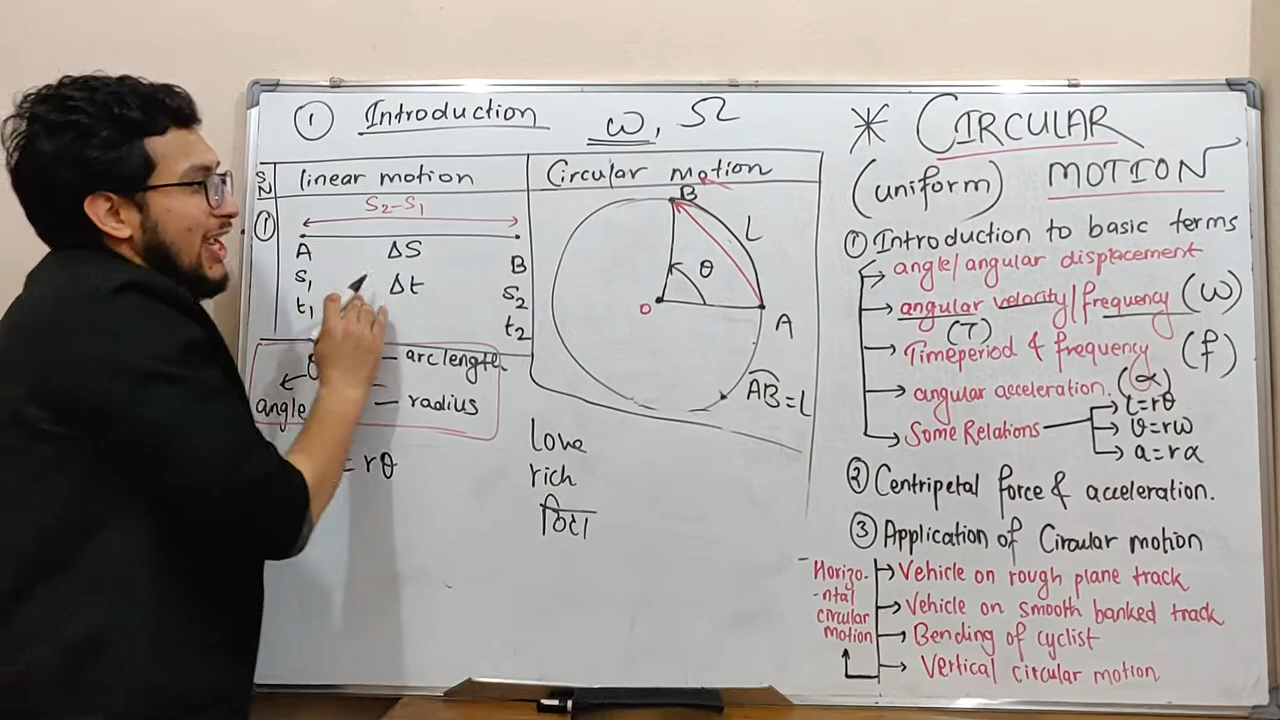 ① Introduction
ω, Ω
SN
linear motion
Circular motion
①
S₂-S₁
A ΔS B
S₁ Δt S₂
t₁ t₂
B
L
θ
O
A
AB=L
— arc length
angle — radius
= rθ
Love
rich
* CIRCULAR
(uniform) MOTION
① Introduction to basic terms
angle/angular displacement
angular velocity/frequency (ω)
(T)
Timeperiod & frequency (f)
angular acceleration. (α)
Some Relations
l=rθ
v=rω
a=rα
② Centripetal force & acceleration.
③ Application of Circular motion
Horizo-
-ntal
circular
motion
Vehicle on rough plane track
Vehicle on smooth banked track
Bending of cyclist
Vertical circular motion